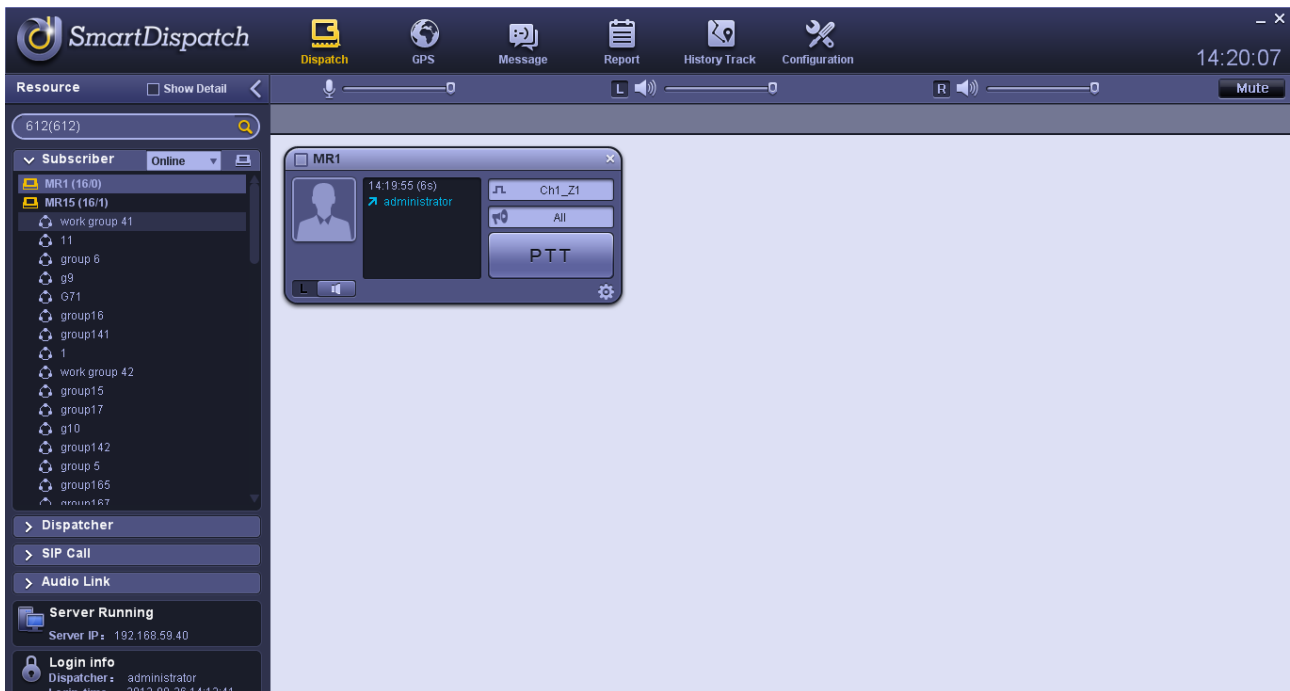 SmartDispatch
Dispatch
GPS
Message
Report
History Track
Configuration
14:20:07
Resource
Show Detail
L
R
Mute
612(612)
Subscriber
Online
MR1 (16/0)
MR15 (16/1)
work group 41
11
group 6
g9
G71
group16
group141
1
work group 42
group15
group17
g10
group142
group 5
group165
group167
Dispatcher
SIP Call
Audio Link
Server Running
Server IP: 192.168.59.40
Login info
Dispatcher: administrator
MR1
14:19:55 (6s)
administrator
Ch1_Z1
All
PTT
L